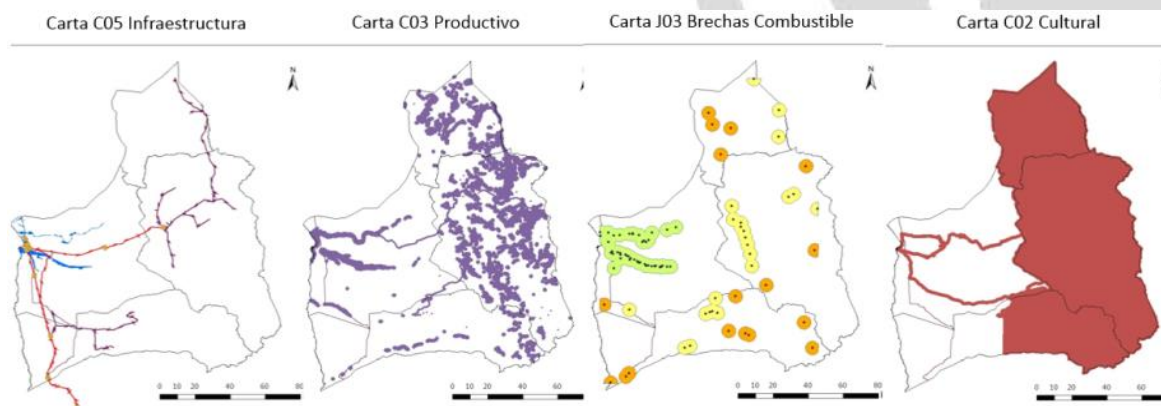 Carta C05 Infraestructura
Carta C03 Productivo
Carta J03 Brechas Combustible
Carta C02 Cultural
N
N
N
0 10 20 40 60 80
0 10 20 40 60
0 10 20 40 60
0 10 20 40 60